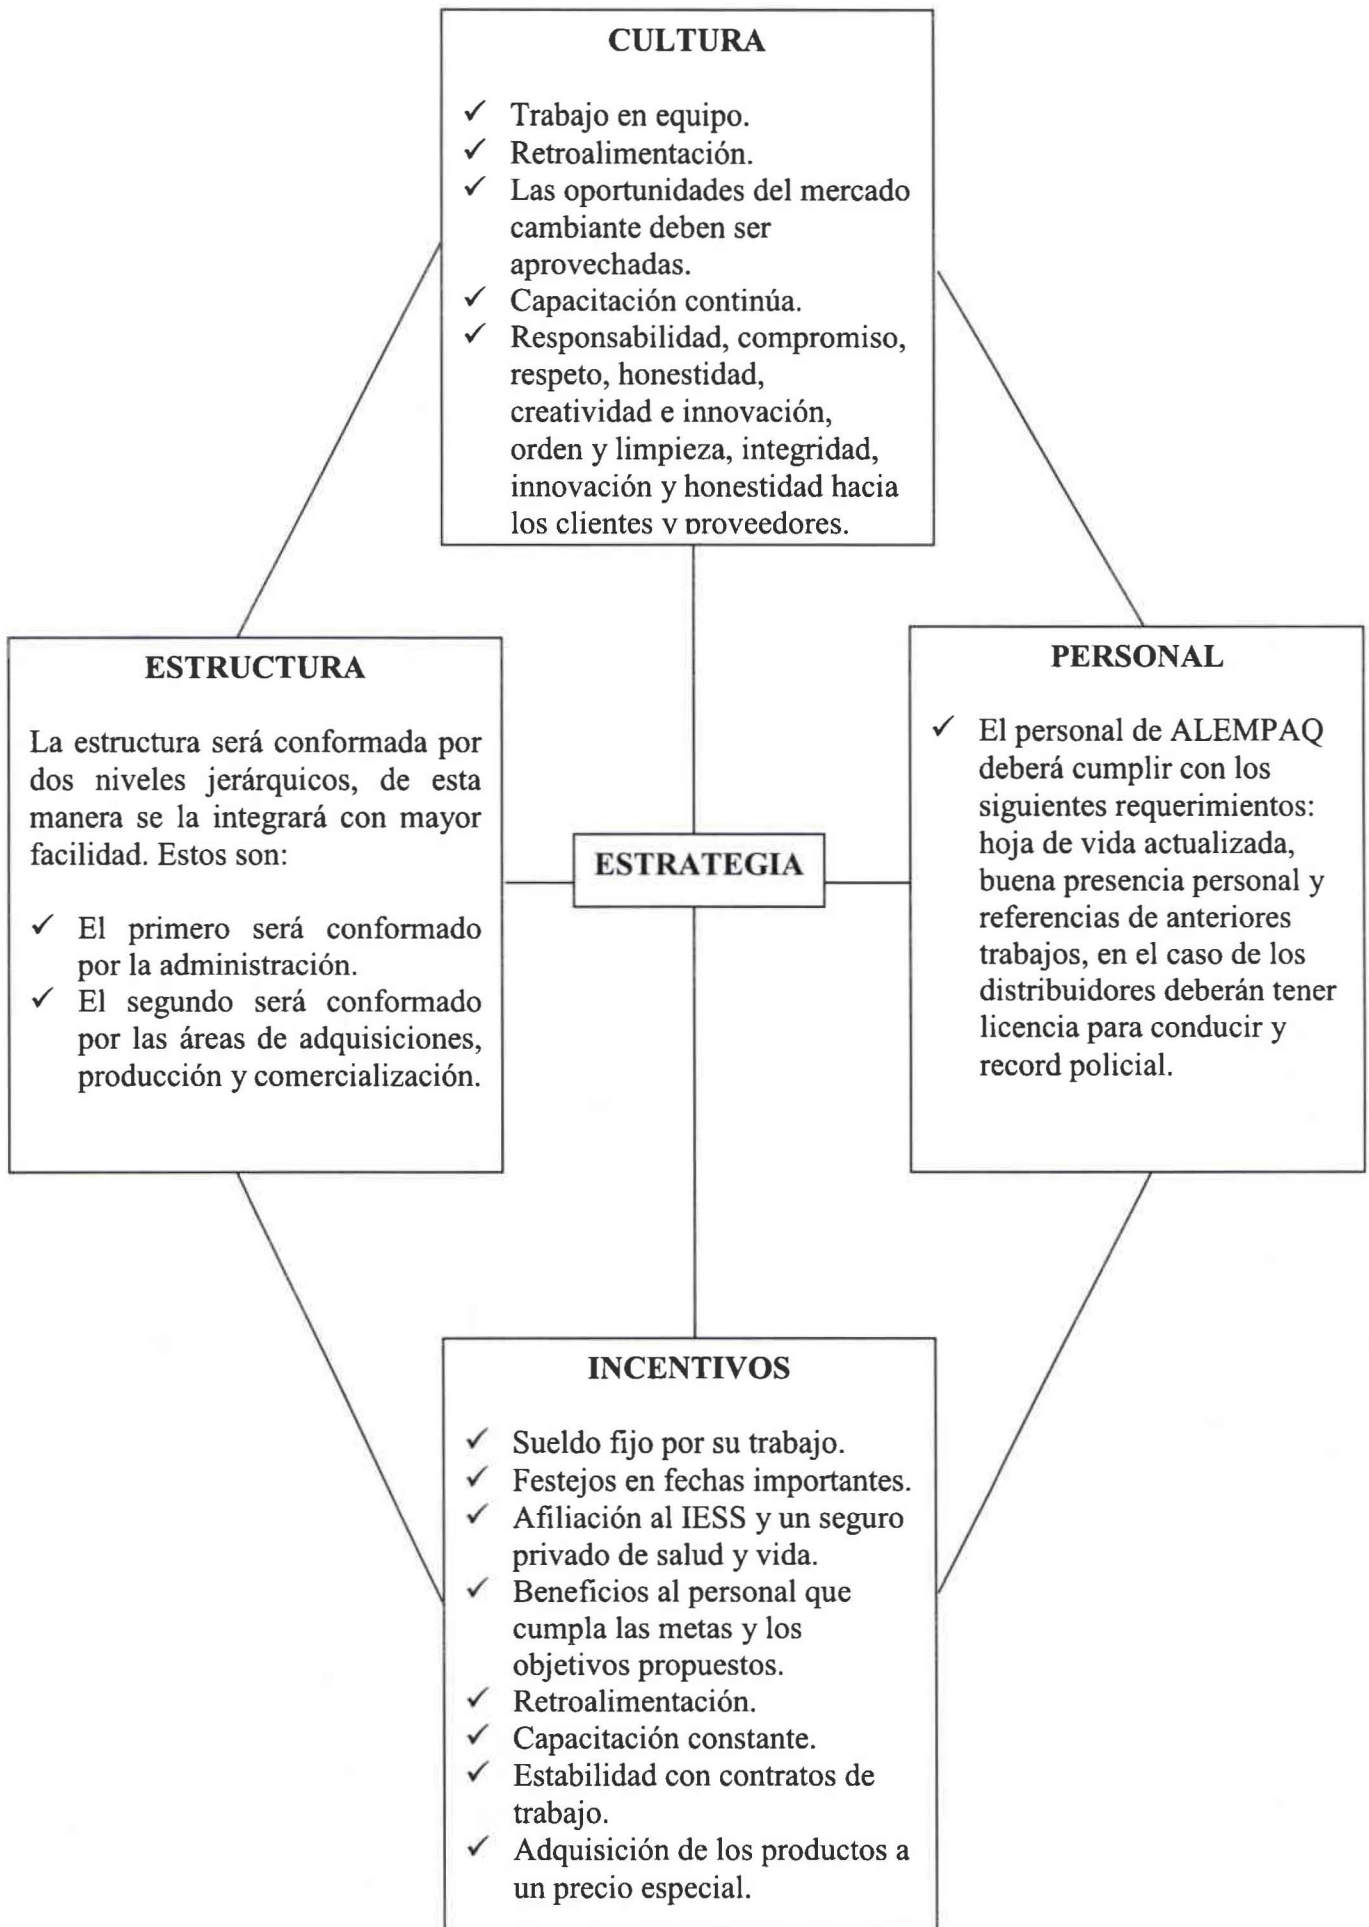 CULTURA
✓ Trabajo en equipo.
✓ Retroalimentación.
✓ Las oportunidades del mercado
cambiante deben ser
aprovechadas.
✓ Capacitación continúa.
✓ Responsabilidad, compromiso,
respeto, honestidad,
creatividad e innovación,
orden y limpieza, integridad,
innovación y honestidad hacia
los clientes y proveedores.
ESTRUCTURA
La estructura será conformada por
dos niveles jerárquicos, de esta
manera se la integrará con mayor
facilidad. Estos son:
✓ El primero será conformado
por la administración.
✓ El segundo será conformado
por las áreas de adquisiciones,
producción y comercialización.
ESTRATEGIA
PERSONAL
✓ El personal de ALEMPAQ
deberá cumplir con los
siguientes requerimientos:
hoja de vida actualizada,
buena presencia personal y
referencias de anteriores
trabajos, en el caso de los
distribuidores deberán tener
licencia para conducir y
record policial.
INCENTIVOS
✓ Sueldo fijo por su trabajo.
✓ Festejos en fechas importantes.
✓ Afiliación al IESS y un seguro
privado de salud y vida.
✓ Beneficios al personal que
cumpla las metas y los
objetivos propuestos.
✓ Retroalimentación.
✓ Capacitación constante.
✓ Estabilidad con contratos de
trabajo.
✓ Adquisición de los productos a
un precio especial.